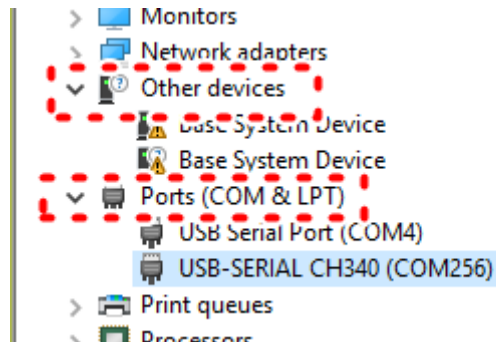 Monitors
Network adapters
Other devices
Base System Device
Base System Device
Ports (COM & LPT)
USB Serial Port (COM4)
USB-SERIAL CH340 (COM256)
Print queues
Processors